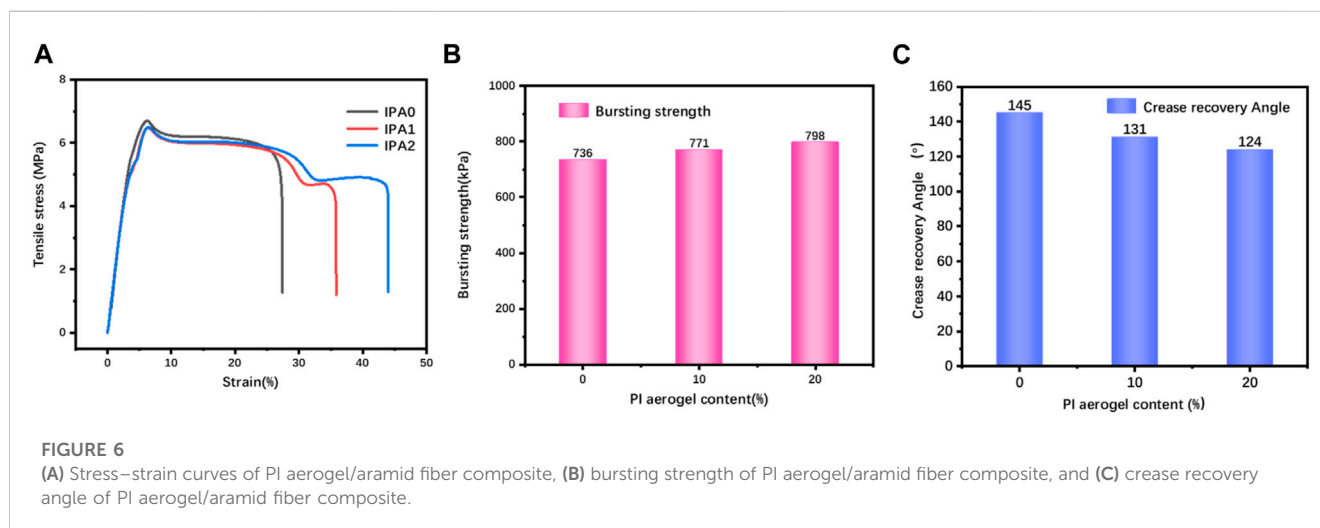 A
8
6
4
2
0
Tensile stress (MPa)
IPA0
IPA1
IPA2
0 10 20 30 40 50
Strain(%)
B
1000
800
600
400
200
0
Bursting strength(kPa)
Bursting strength
736
771
798
0 10 20
PI aerogel content(%)
C
160
140
120
100
80
60
40
20
0
Crease recovery Angle (°)
Crease recovery Angle
145
131
124
0 10 20
PI aerogel content (%)
FIGURE 6
(A) Stress–strain curves of PI aerogel/aramid fiber composite, (B) bursting strength of PI aerogel/aramid fiber composite, and (C) crease recovery
angle of PI aerogel/aramid fiber composite.